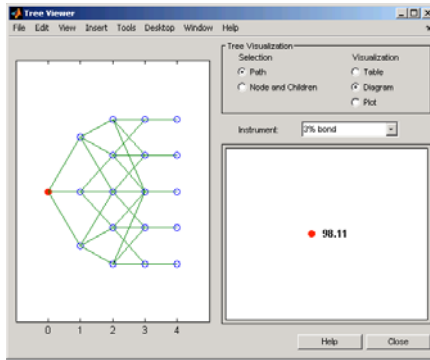 Tree Viewer
File Edit View Insert Tools Desktop Window Help
Tree Visualization
Selection Visualization
Path Table
Node and Children Diagram
Plot
Instrument: 3% bond
98.11
0 1 2 3 4
Help Close